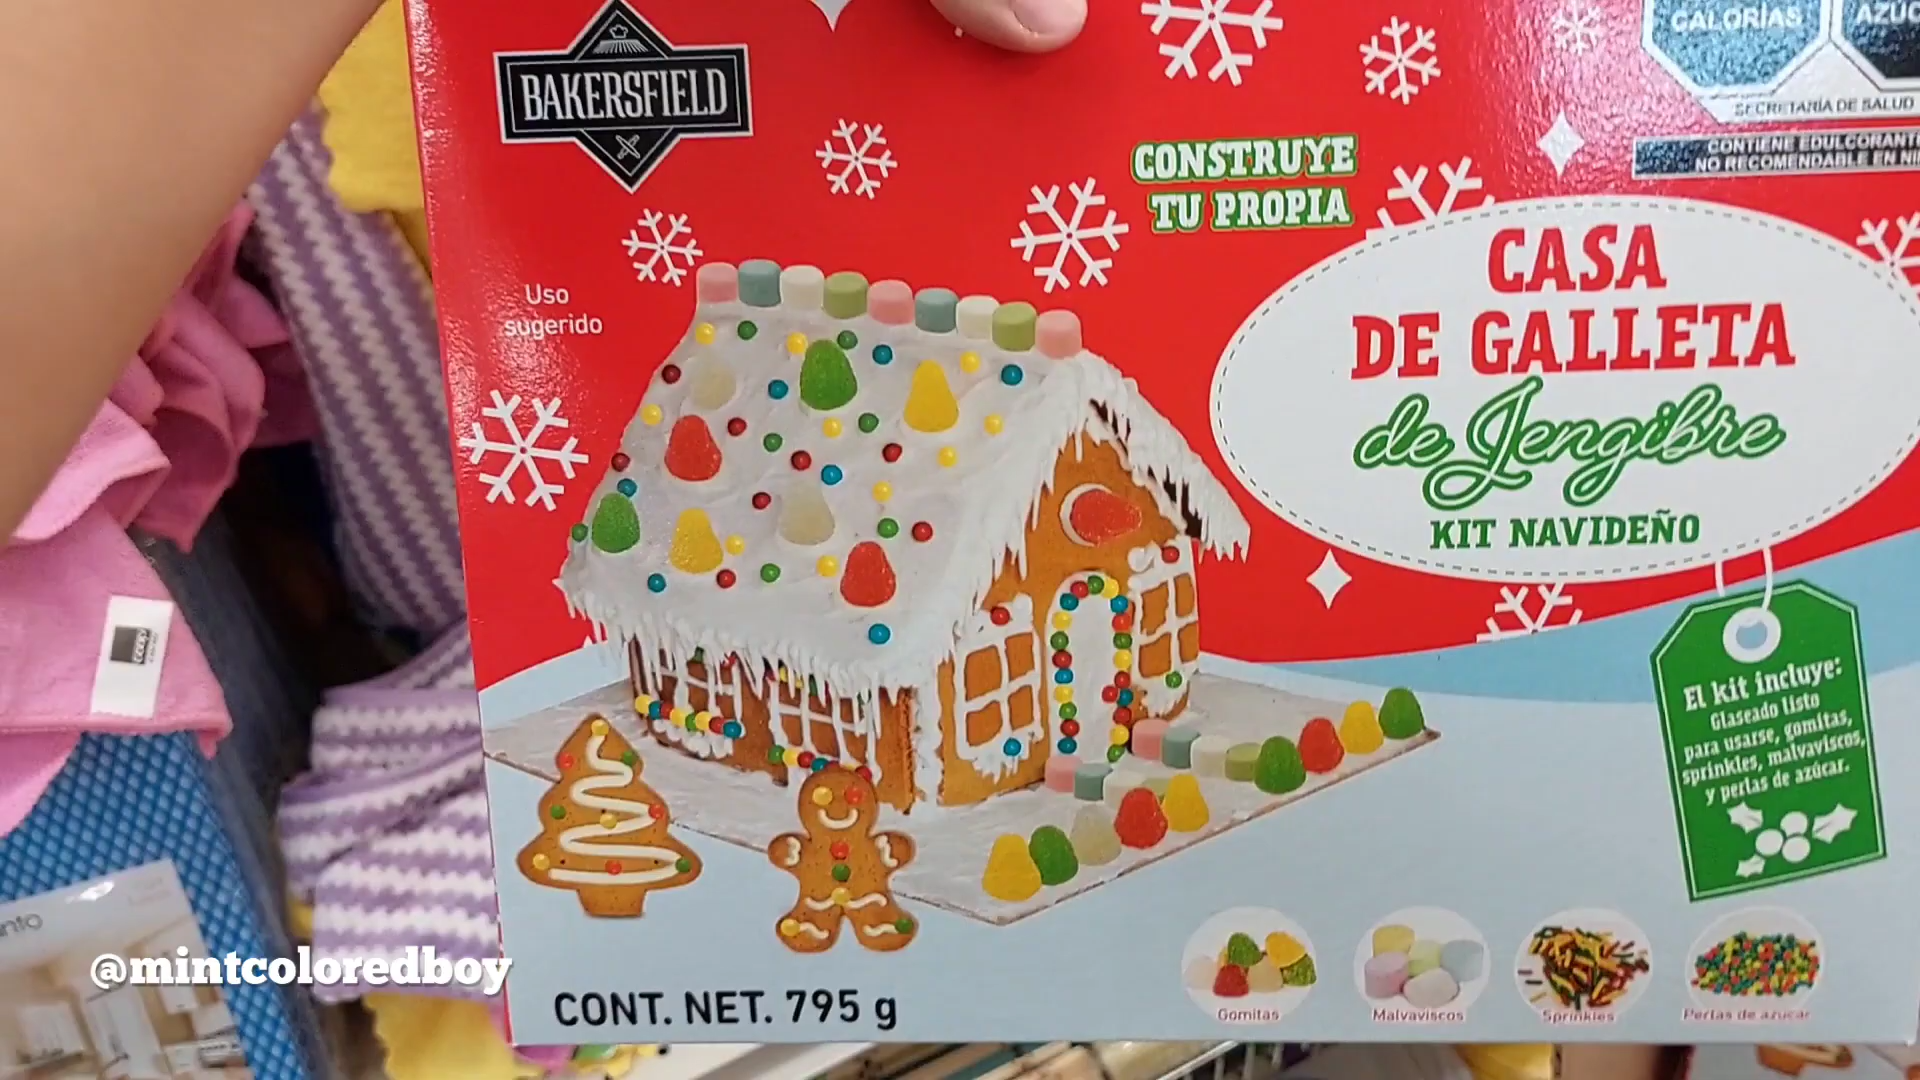 BAKERSFIELD
CALORÍAS
SECRETARÍA DE SALUD
CONTIENE
NO RECOMENDABLE EN
CONSTRUYE
TU PROPIA
CASA
DE GALLETA
de Jengibre
KIT NAVIDEÑO
Uso
sugerido
El kit incluye:
Glaseado listo
para usarse, gomitas,
sprinkles, malvaviscos,
y perlas de azúcar.
Gomitas
Malvaviscos
Sprinkles
Perlas de azúcar
CONT. NET. 795 g
@mintcoloredboy